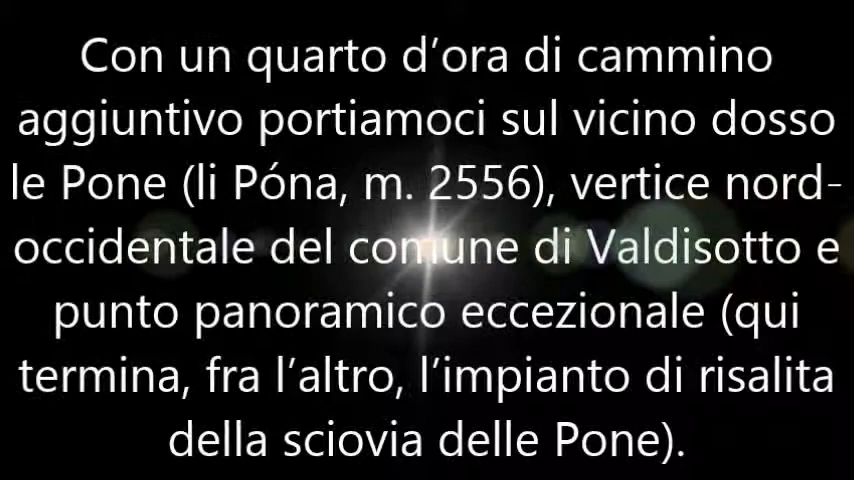 Con un quarto d’ora di cammino
aggiuntivo portiamoci sul vicino dosso
le Pone (li Póna, m. 2556), vertice nord-
occidentale del comune di Valdisotto e
punto panoramico eccezionale (qui
termina, fra l’altro, l’impianto di risalita
della sciovia delle Pone).